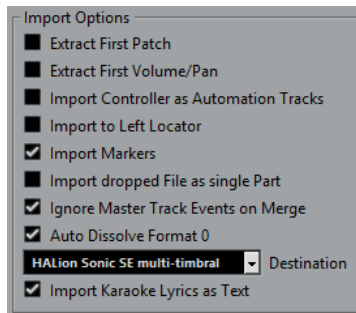 Import Options
Extract First Patch
Extract First Volume/Pan
Import Controller as Automation Tracks
Import to Left Locator
Import Markers
Import dropped File as single Part
Ignore Master Track Events on Merge
Auto Dissolve Format 0
HALion Sonic SE multi-timbral Destination
Import Karaoke Lyrics as Text